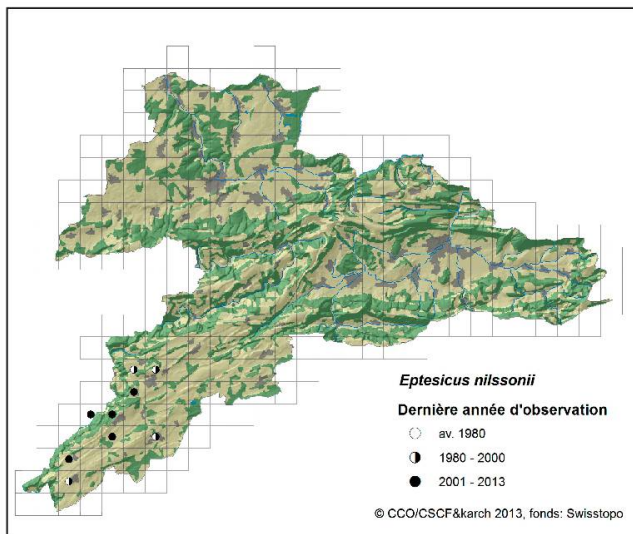 Eptesicus nilssonii
Dernière année d'observation
av. 1980
1980 - 2000
2001 - 2013
© CCO/CSCF&karch 2013, fonds: Swisstopo